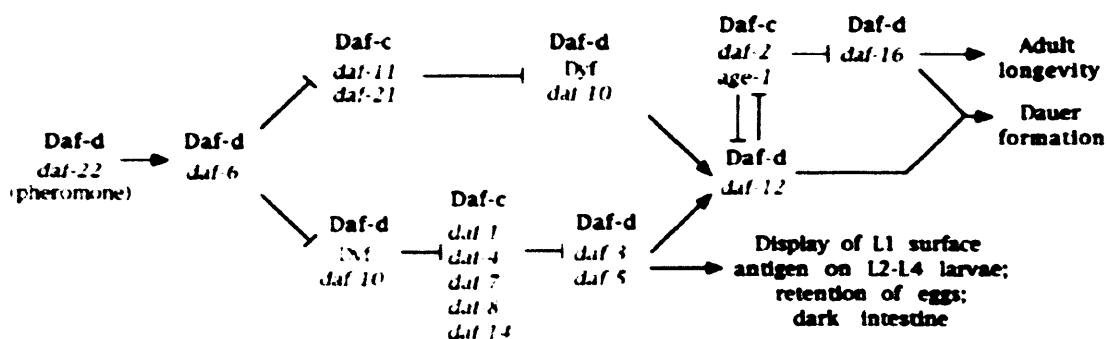 Daf-c
daf-11
daf-21
Daf-d
Dyf
daf-10
Daf-c
daf-2
age-1
Daf-d
daf-16
Adult
longevity
Dauer
formation
Daf-d
daf-22
(pheromone)
Daf-d
daf-6
Daf-d
daf-12
Daf-d
Dyf
daf-10
Daf-c
daf-1
daf-4
daf-7
daf-8
daf-14
Daf-d
daf-3
daf-5
Display of L1 surface
antigen on L2-L4 larvae;
retention of eggs;
dark intestine